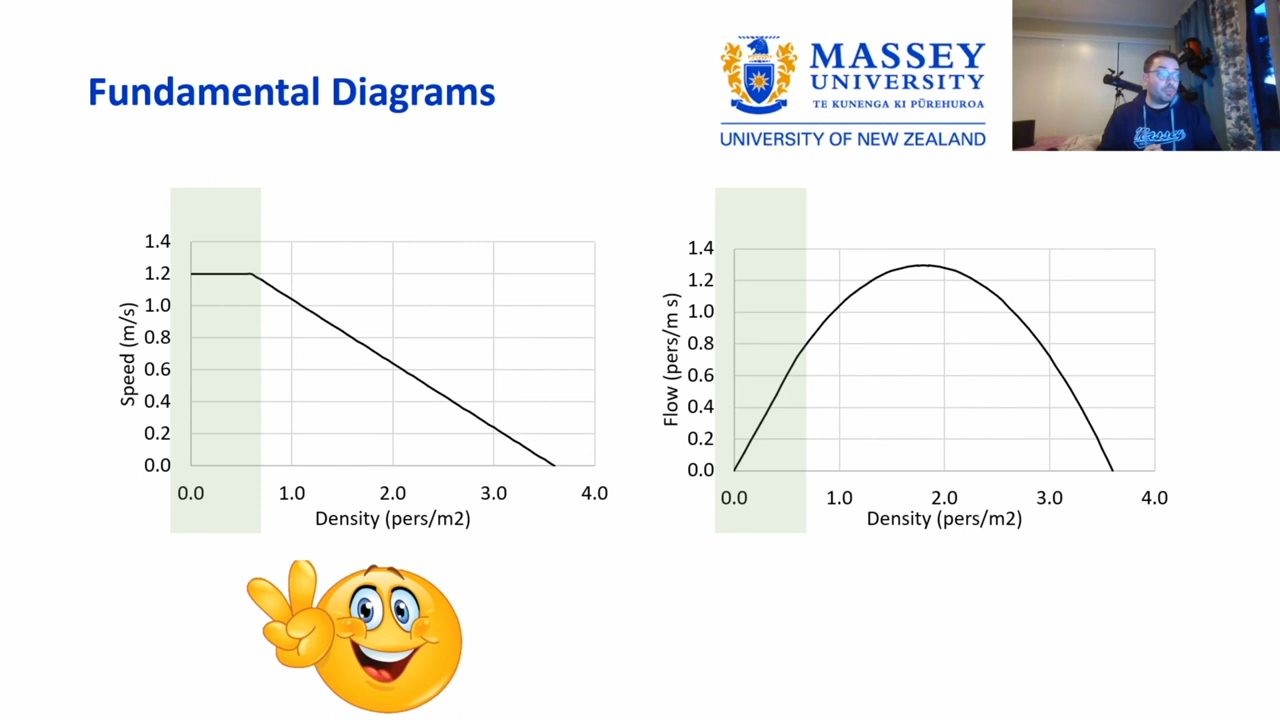 Fundamental Diagrams
MASSEY
UNIVERSITY
TE KUNENGA KI PŪREHUROA
UNIVERSITY OF NEW ZEALAND
Massey
Speed (m/s)
1.4
1.2
1.0
0.8
0.6
0.4
0.2
0.0
0.0 1.0 2.0 3.0 4.0
Density (pers/m2)
Flow (pers/m s)
1.4
1.2
1.0
0.8
0.6
0.4
0.2
0.0
0.0 1.0 2.0 3.0 4.0
Density (pers/m2)